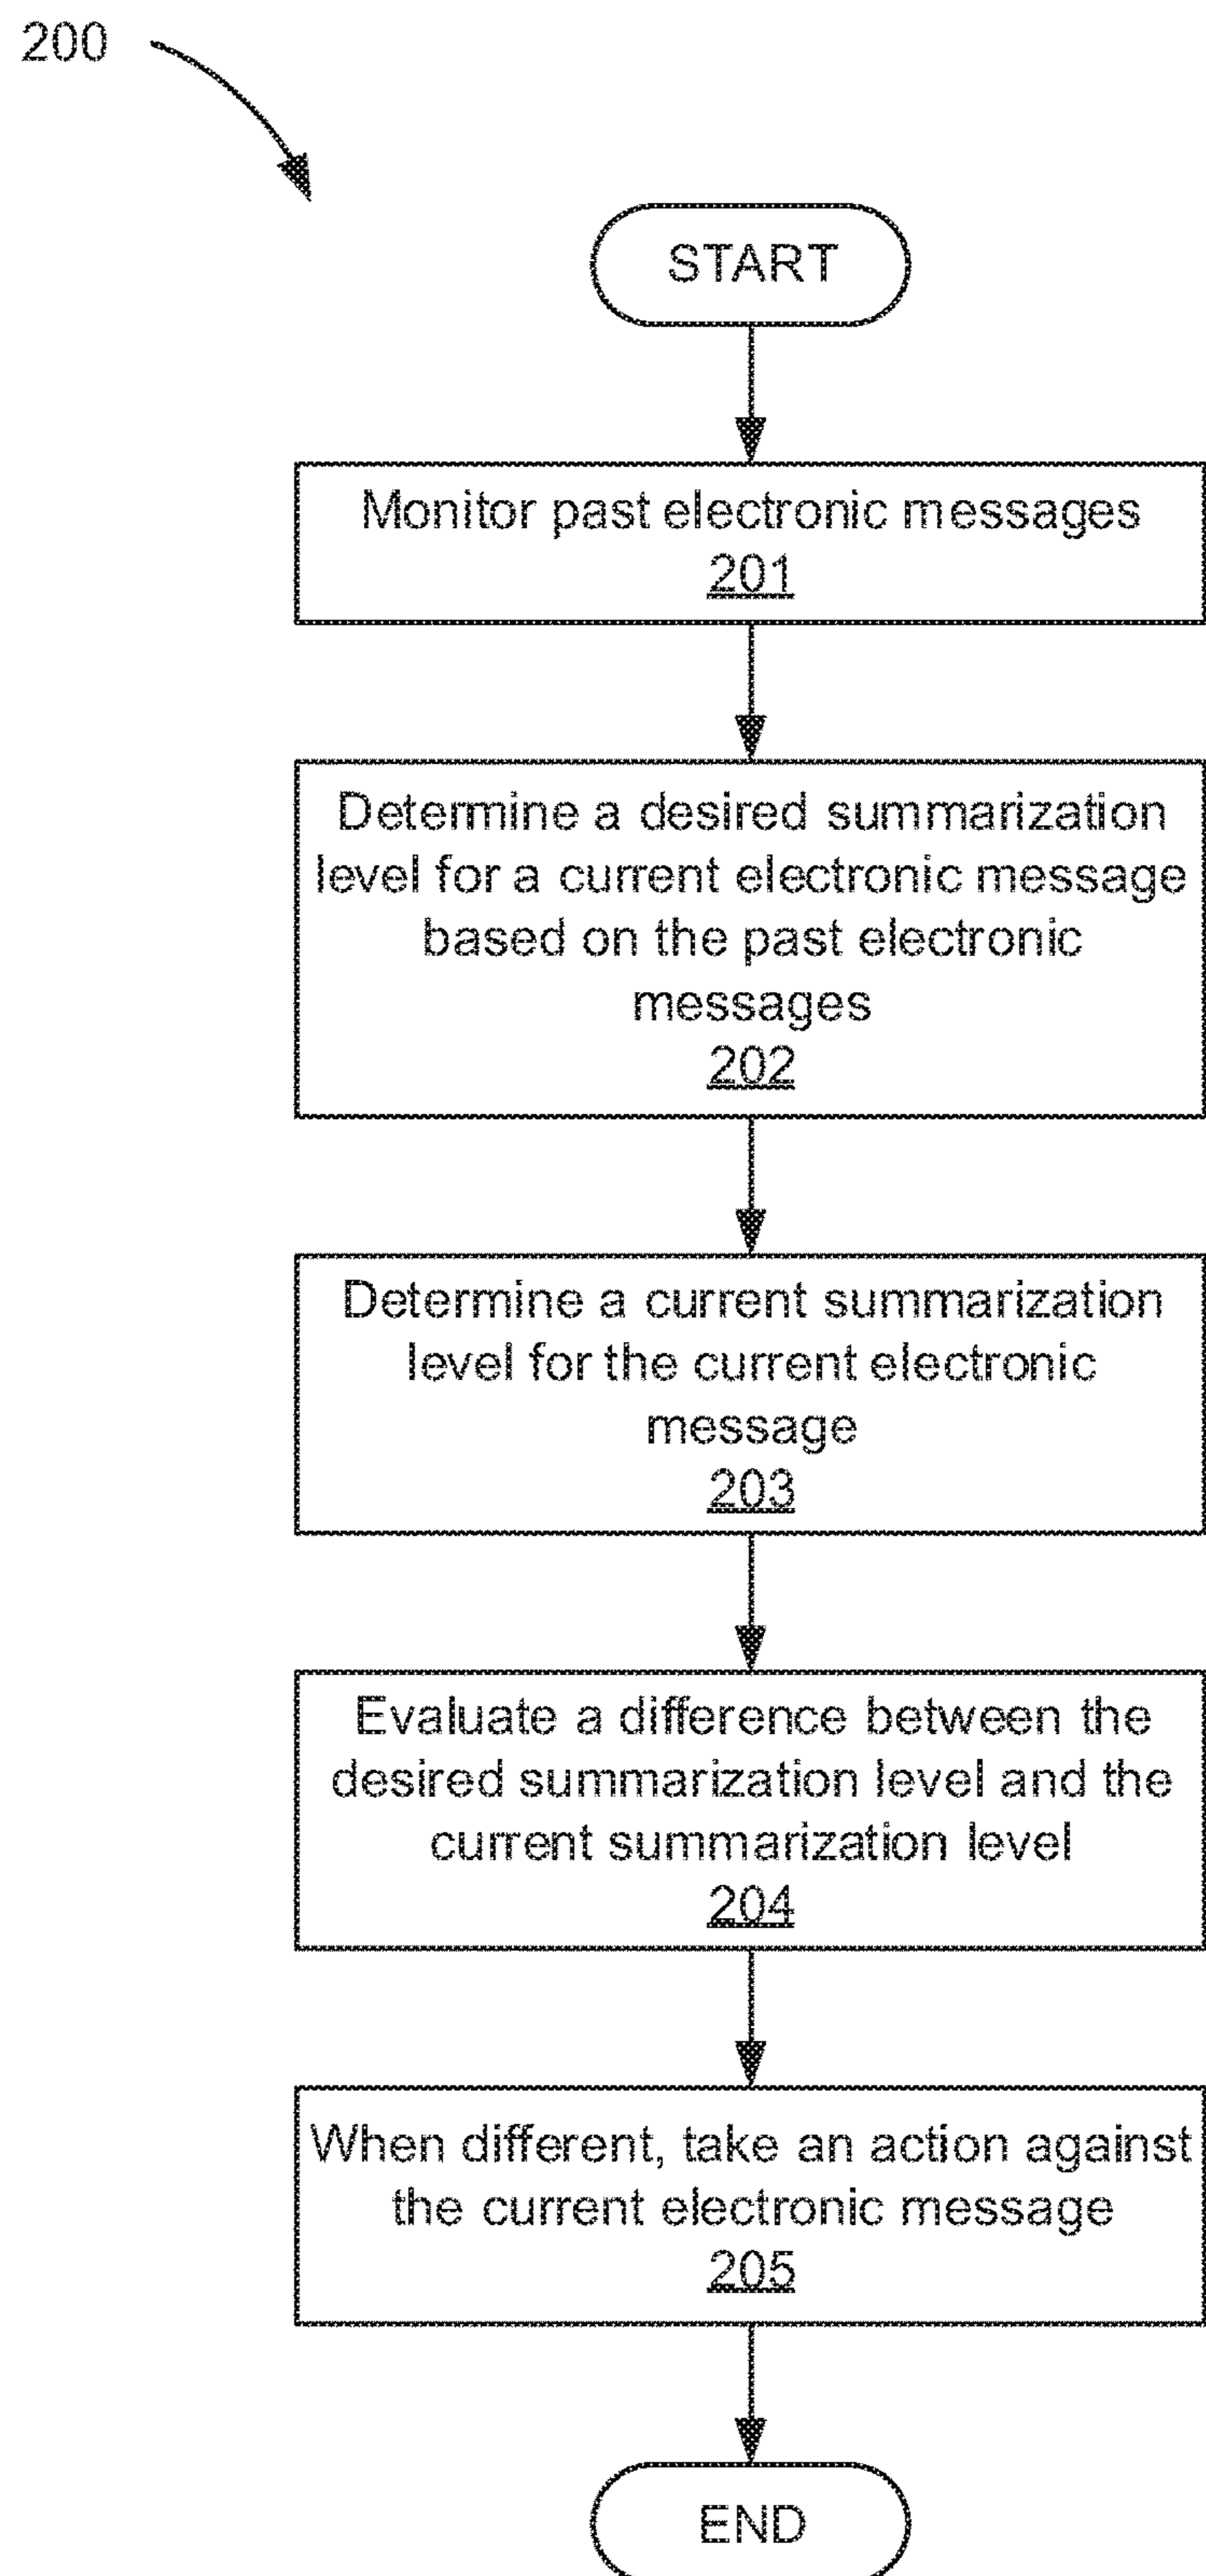 200
START
Monitor past electronic messages
201
Determine a desired summarization
level for a current electronic message
based on the past electronic
messages
202
Determine a current summarization
level for the current electronic
message
203
Evaluate a difference between the
desired summarization level and the
current summarization level
204
When different, take an action against
the current electronic message
205
END